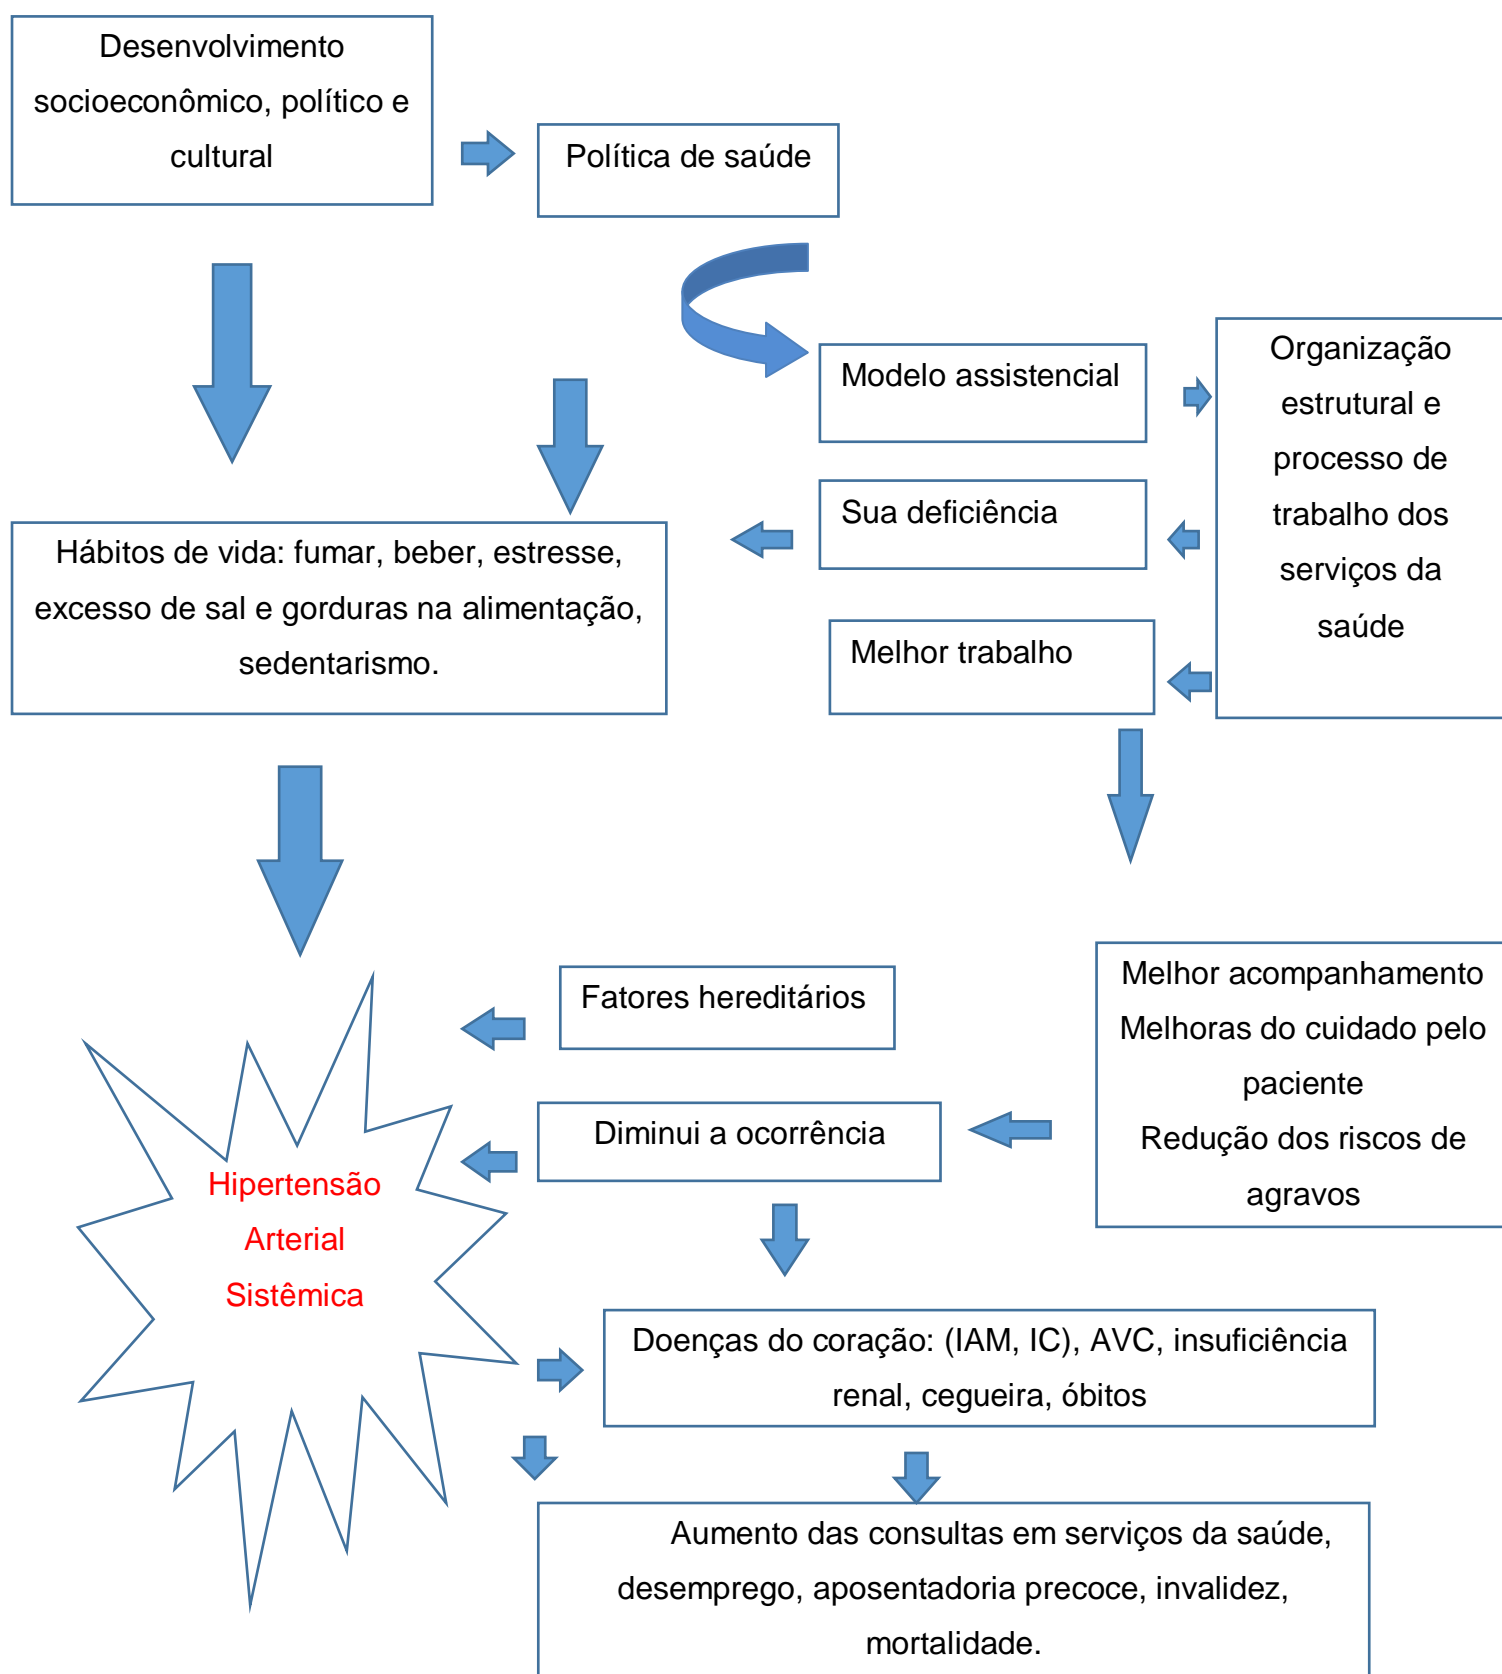 Desenvolvimento
socioeconômico, político e
cultural
Política de saúde
Modelo assistencial
Organização
estrutural e
processo de
trabalho dos
serviços da
saúde
Sua deficiência
Hábitos de vida: fumar, beber, estresse,
excesso de sal e gorduras na alimentação,
sedentarismo.
Melhor trabalho
Melhor acompanhamento
Melhoras do cuidado pelo
paciente
Redução dos riscos de
agravos
Fatores hereditários
Diminui a ocorrência
Hipertensão
Arterial
Sistêmica
Doenças do coração: (IAM, IC), AVC, insuficiência
renal, cegueira, óbitos
Aumento das consultas em serviços da saúde,
desemprego, aposentadoria precoce, invalidez,
mortalidade.